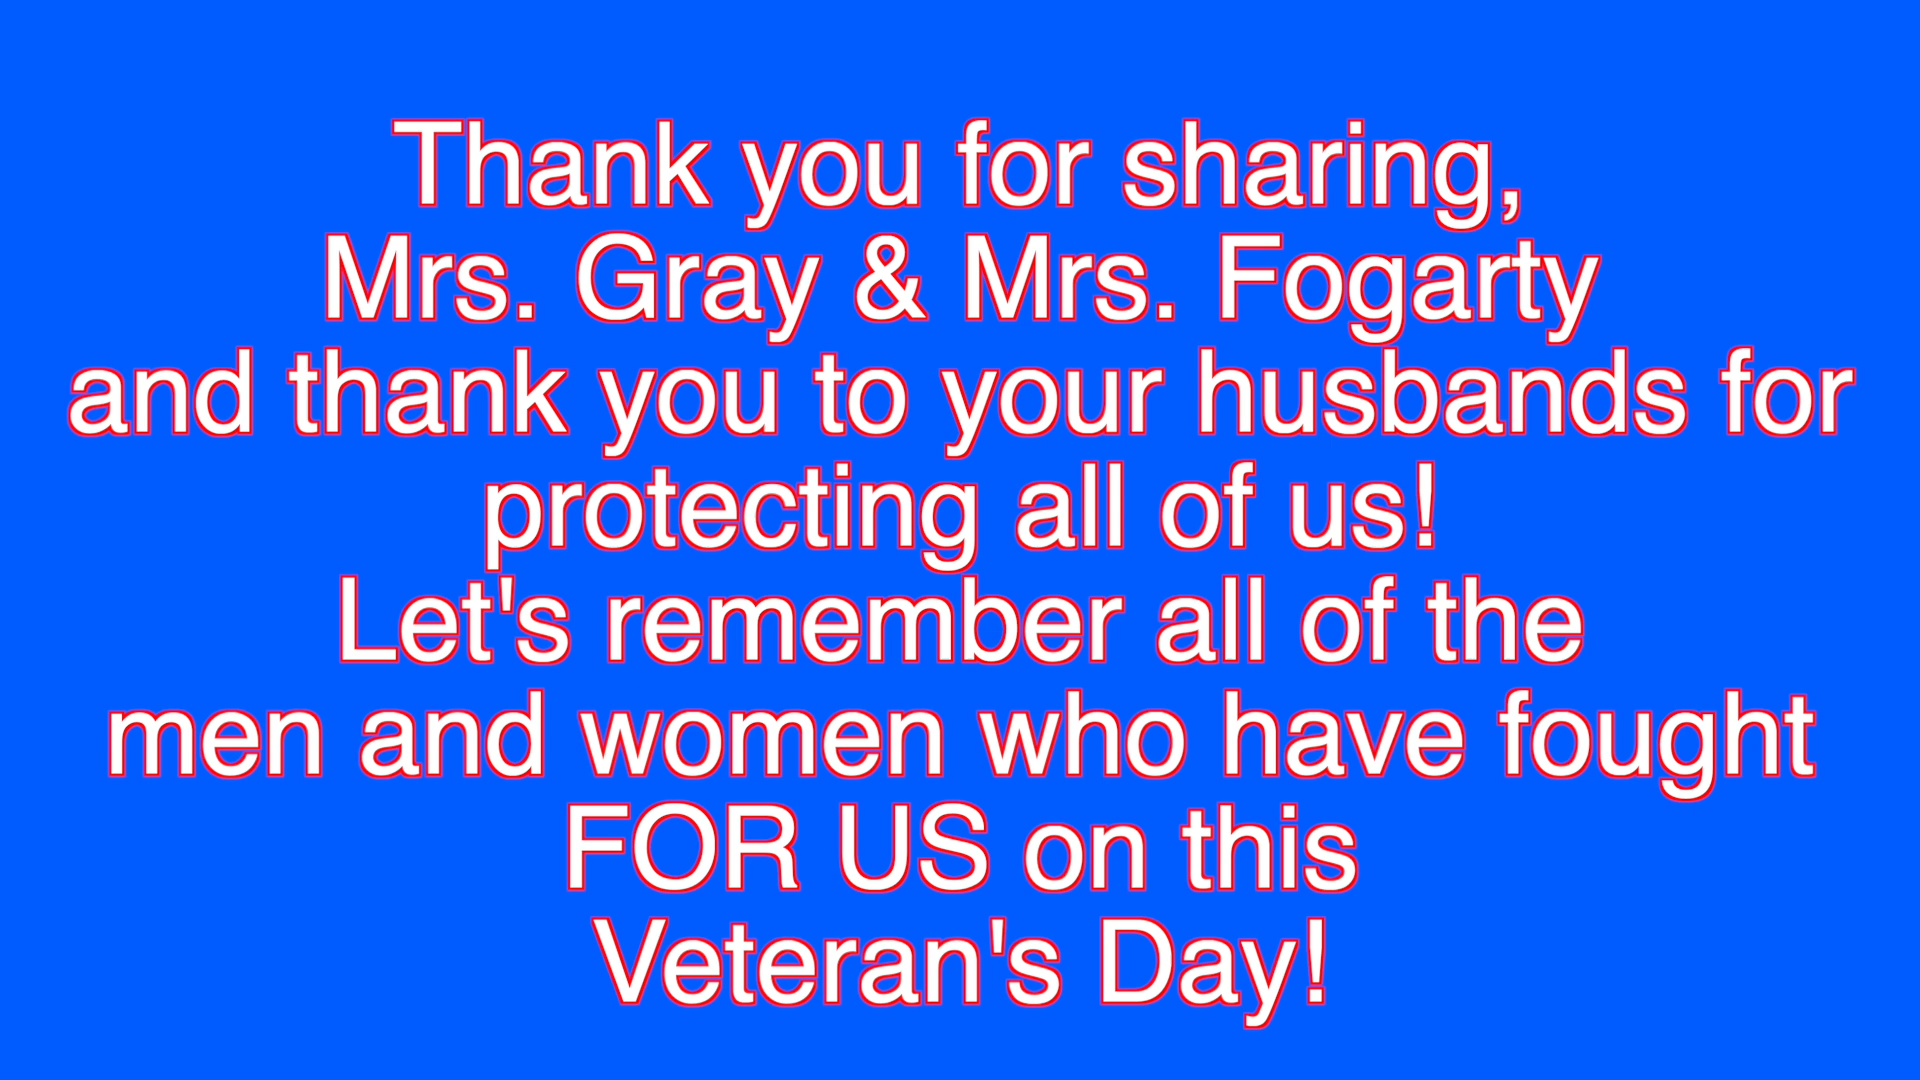 Thank you for sharing,
Mrs. Gray & Mrs. Fogarty
and thank you to your husbands for
protecting all of us!
Let's remember all of the
men and women who have fought
FOR US on this
Veteran's Day!